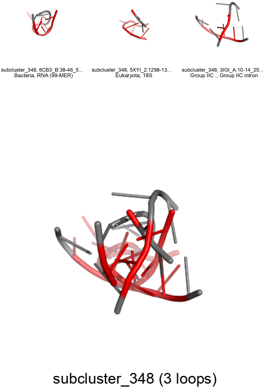 subcluster_348, 6CB3_B:38-46_5...
Bacteria, RNA (99-MER)
subcluster_348, 5XYI_2:1298-13...
Eukaryota, 18S
subcluster_348, 3IGI_A:10-14_25...
Group IIC ., Group IIC intron
subcluster_348 (3 loops)